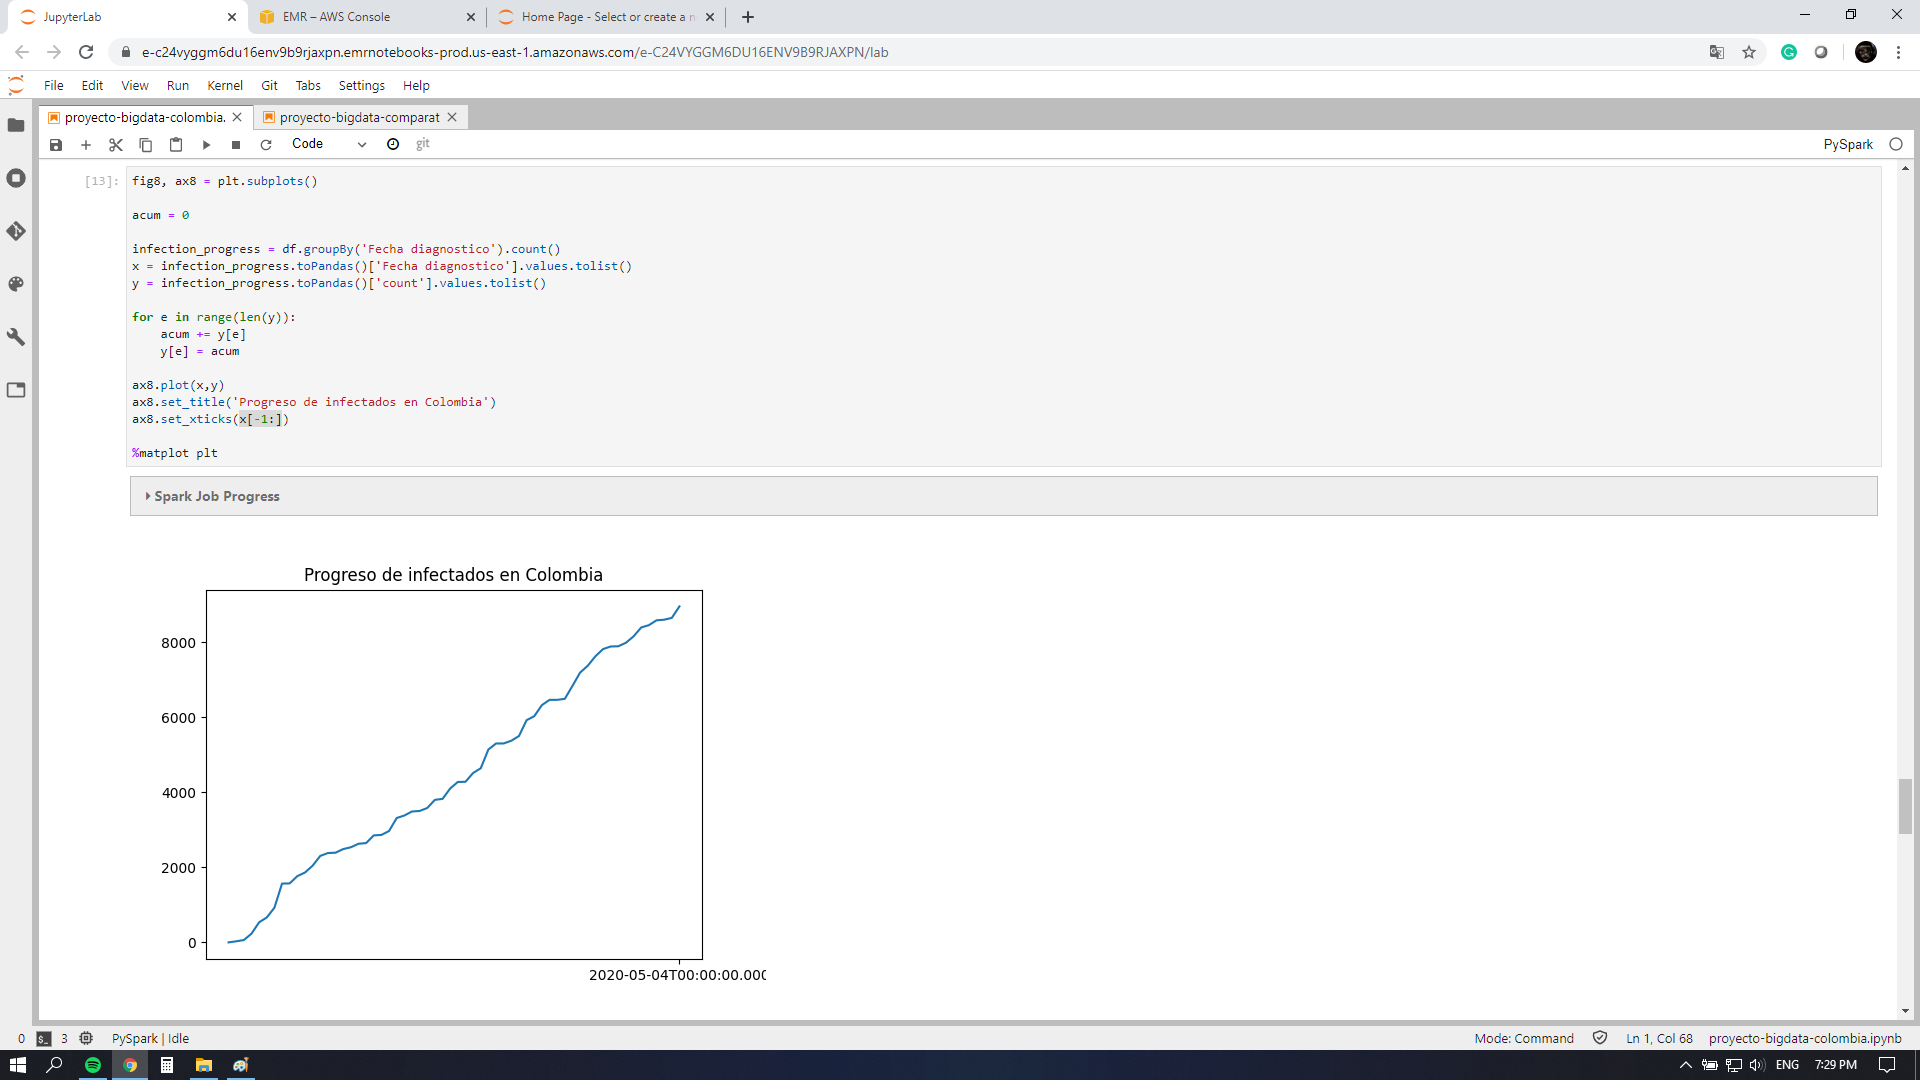 JupyterLab
EMR – AWS Console
Home Page - Select or create a n
e-c24vyggm6du16env9b9rjaxpn.emrnotebooks-prod.us-east-1.amazonaws.com/e-C24VYGGM6DU16ENV9B9RJAXPN/lab
File Edit View Run Kernel Git Tabs Settings Help
proyecto-bigdata-colombia.
proyecto-bigdata-comparat
Code git PySpark
[13]:
fig8, ax8 = plt.subplots()
acum = 0
infection_progress = df.groupBy('Fecha diagnostico').count()
x = infection_progress.toPandas()['Fecha diagnostico'].values.tolist()
y = infection_progress.toPandas()['count'].values.tolist()
for e in range(len(y)):
    acum += y[e]
    y[e] = acum
ax8.plot(x,y)
ax8.set_title('Progreso de infectados en Colombia')
ax8.set_xticks(x[-1:])
%matplot plt
Spark Job Progress
Progreso de infectados en Colombia
8000
6000
4000
2000
0
2020-05-04T00:00:00.000
0 3 PySpark | Idle Mode: Command Ln 1, Col 68 proyecto-bigdata-colombia.ipynb
ENG 7:29 PM